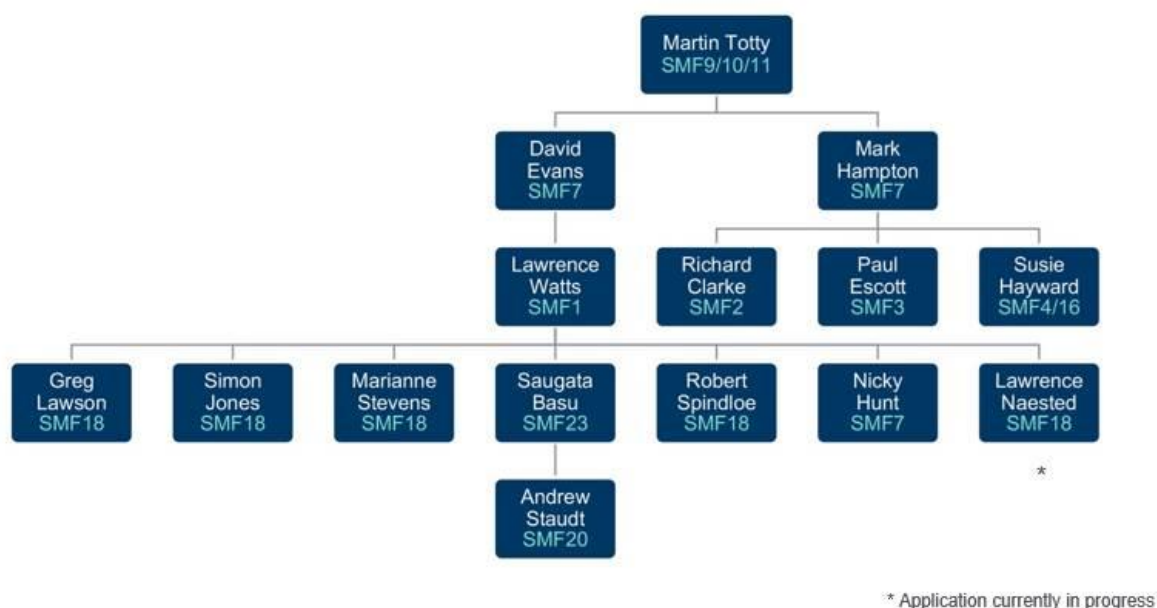 Martin Totty
SMF9/10/11
David
Evans
SMF7
Mark
Hampton
SMF7
Lawrence
Watts
SMF1
Richard
Clarke
SMF2
Paul
Escott
SMF3
Susie
Hayward
SMF4/16
Greg
Lawson
SMF18
Simon
Jones
SMF18
Marianne
Stevens
SMF18
Saugata
Basu
SMF23
Robert
Spindloe
SMF18
Nicky
Hunt
SMF7
Lawrence
Naested
SMF18
*
Andrew
Staudt
SMF20
* Application currently in progress